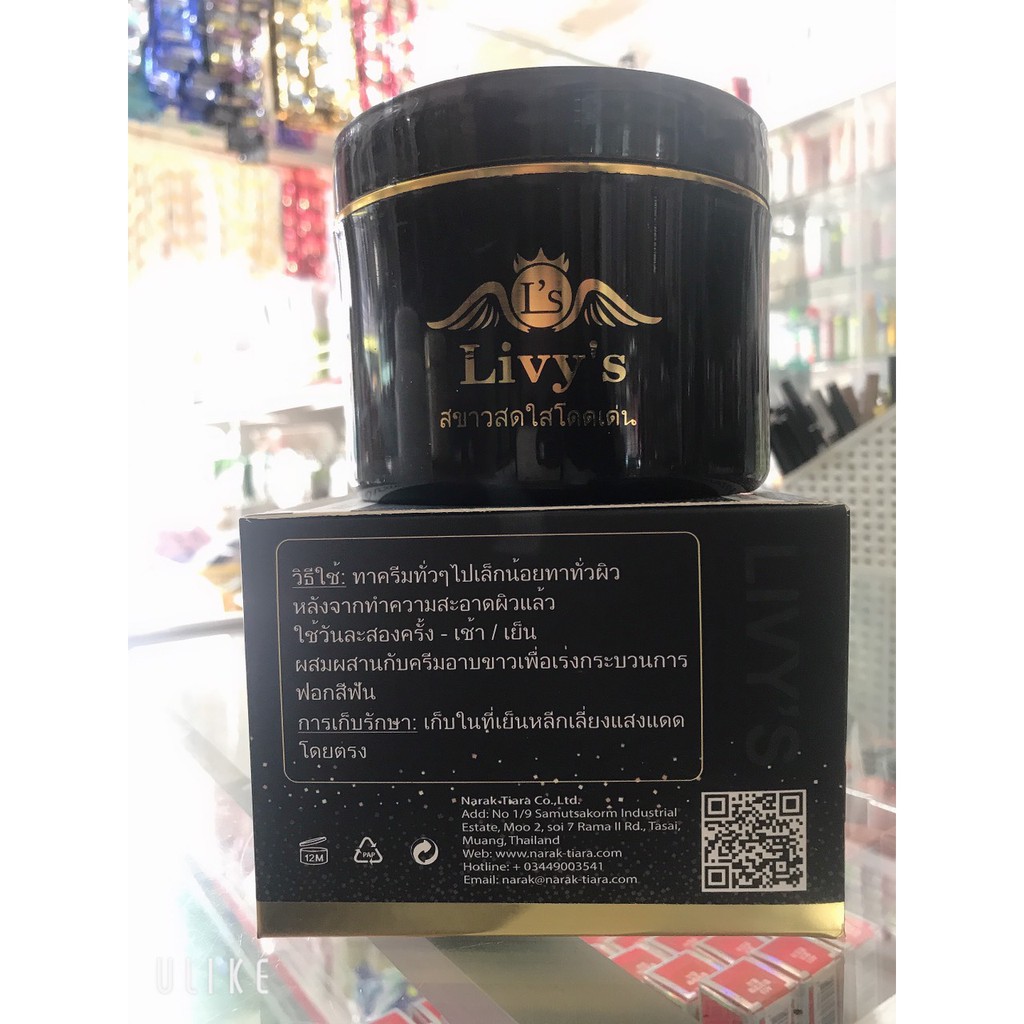 L's
Livy's
สขาวสดใสโดดเด่น
วิธีใช้: ทาครีมทั่วๆไปเล็กน้อยทาทั่วผิว
หลังจากทำความสะอาดผิวแล้ว
ใช้วันละสองครั้ง - เช้า / เย็น
ผสมผสานกับครีมอาบขาวเพื่อเร่งกระบวนการ
ฟอกสีฟัน
การเก็บรักษา: เก็บในที่เย็นหลีกเลี่ยงแสงแดด
โดยตรง
LIVY'S
Narak-Tiara Co.,Ltd.
Add: No 1/9 Samutsakorm Industrial
Estate, Moo 2, soi 7 Rama II Rd., Tasai,
Muang, Thailand
Web: www.narak-tiara.com
Hotline: + 03449003541
Email: narak@narak-tiara.com
12M
PAP
ULIKE